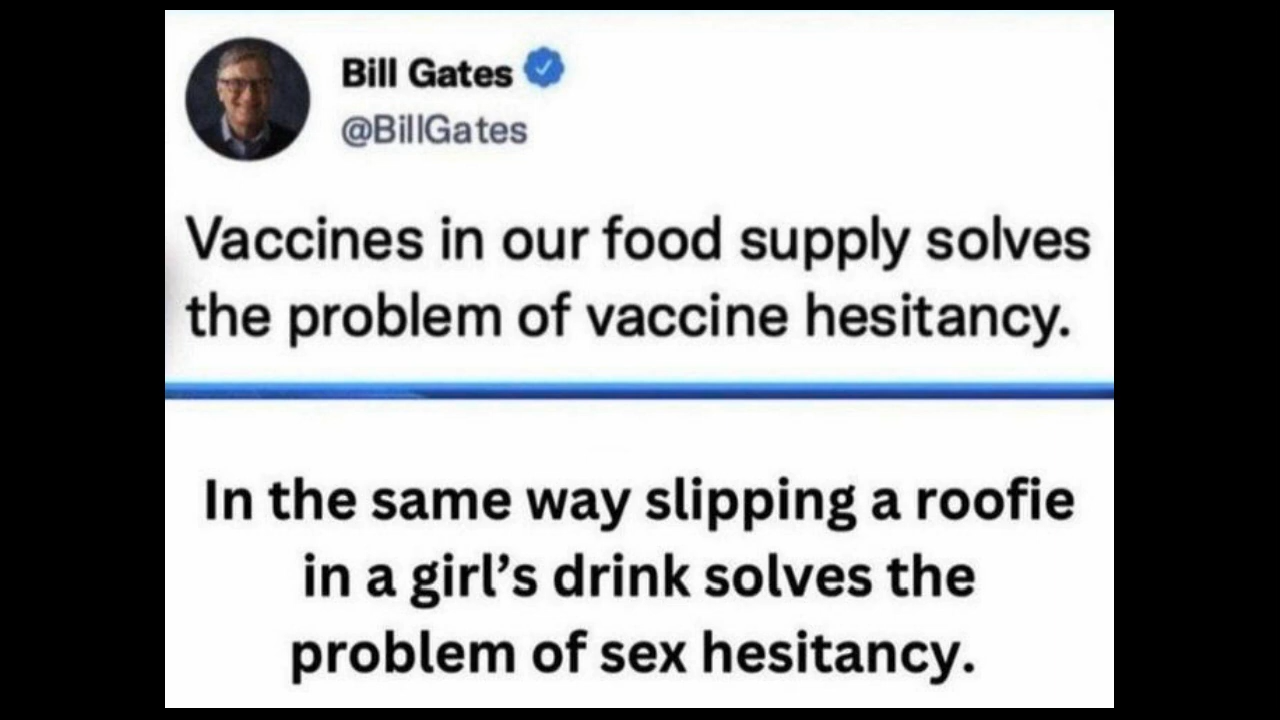 Bill Gates
@BillGates
Vaccines in our food supply solves
the problem of vaccine hesitancy.
In the same way slipping a roofie
in a girl’s drink solves the
problem of sex hesitancy.